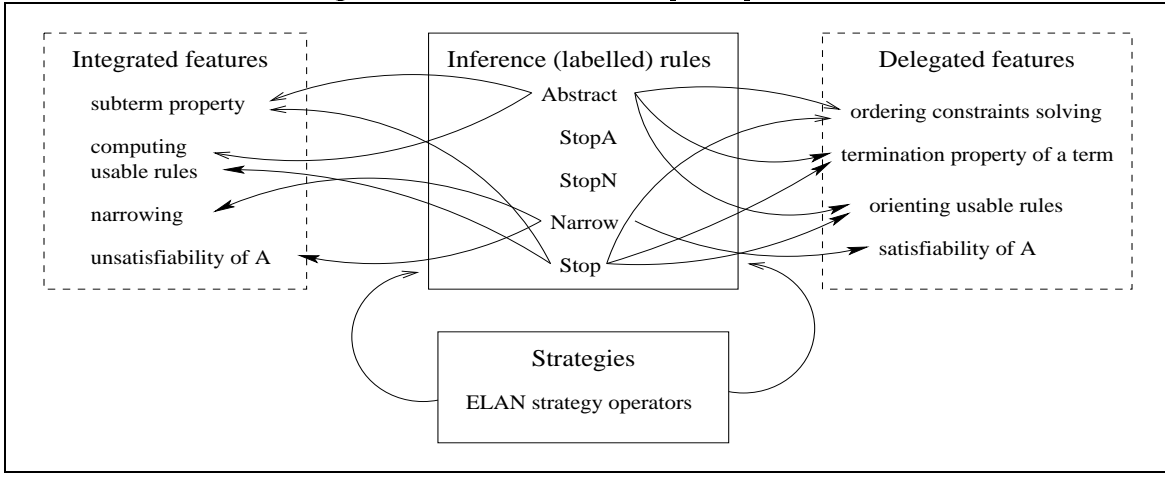 Integrated features
subterm property
computing
usable rules
narrowing
unsatisfiability of A
Inference (labelled) rules
Abstract
StopA
StopN
Narrow
Stop
Delegated features
ordering constraints solving
termination property of a term
orienting usable rules
satisfiability of A
Strategies
ELAN strategy operators